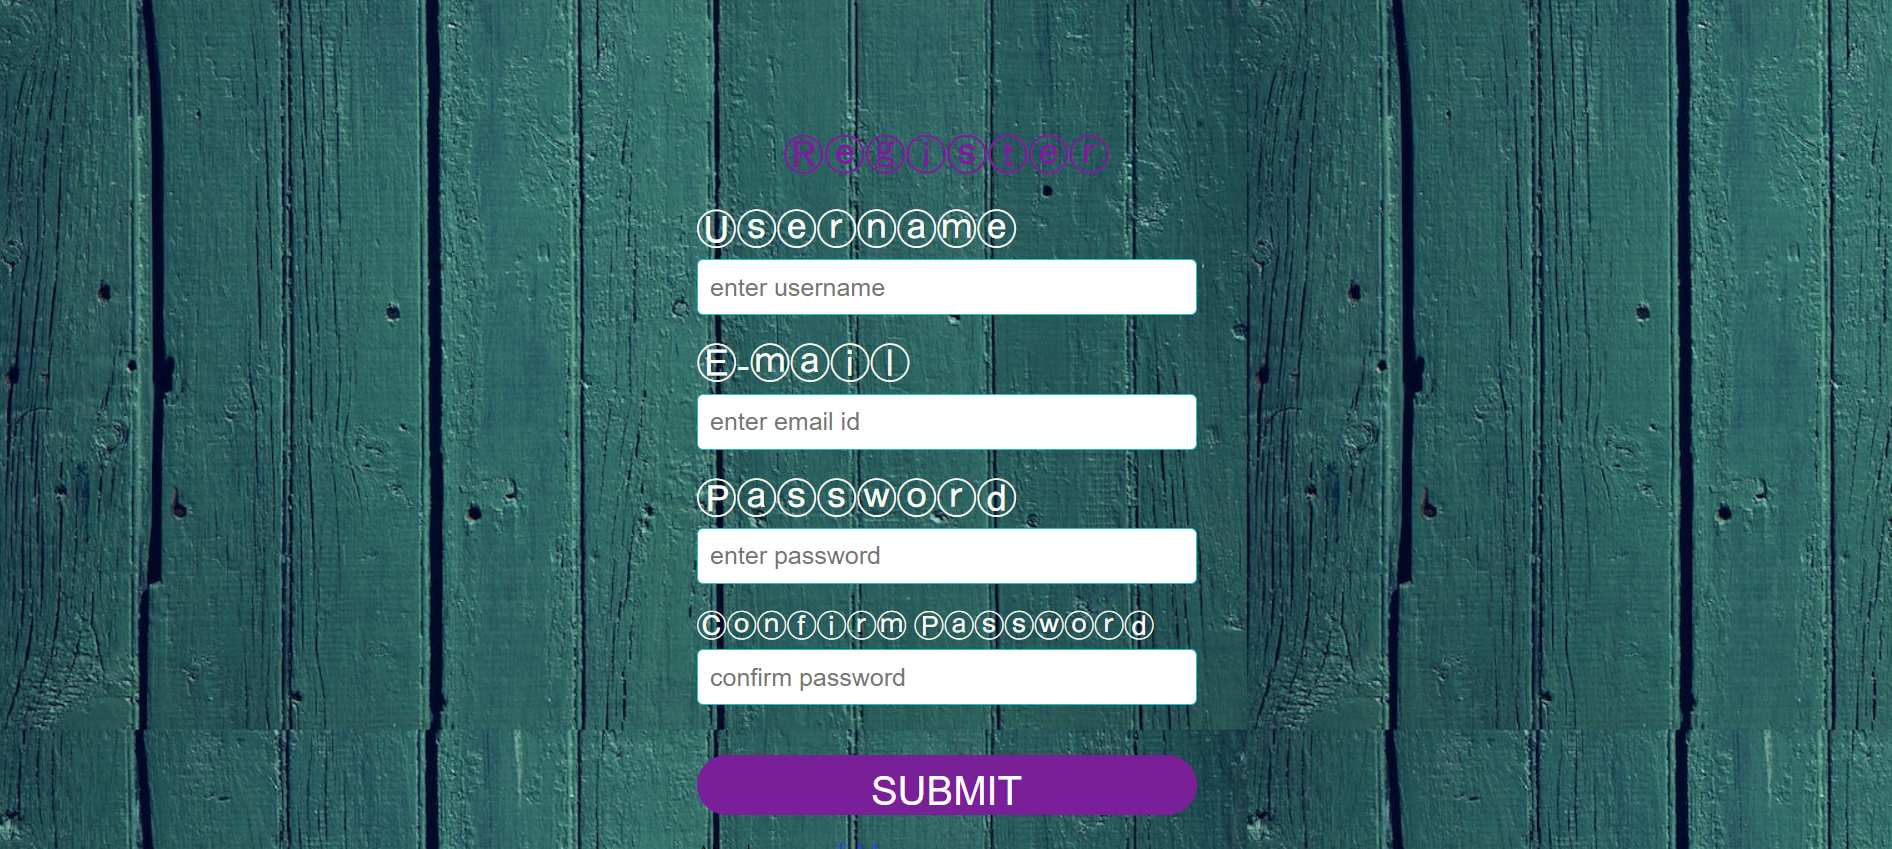 Ⓡⓔⓖⓘⓢⓣⓔⓡ
Ⓤⓢⓔⓡⓝⓐⓜⓔ
enter username
Ⓔ-ⓜⓐⓘⓛ
enter email id
Ⓟⓐⓢⓢⓦⓞⓡⓓ
enter password
Ⓒⓞⓝⓕⓘⓡⓜ Ⓟⓐⓢⓢⓦⓞⓡⓓ
confirm password
SUBMIT